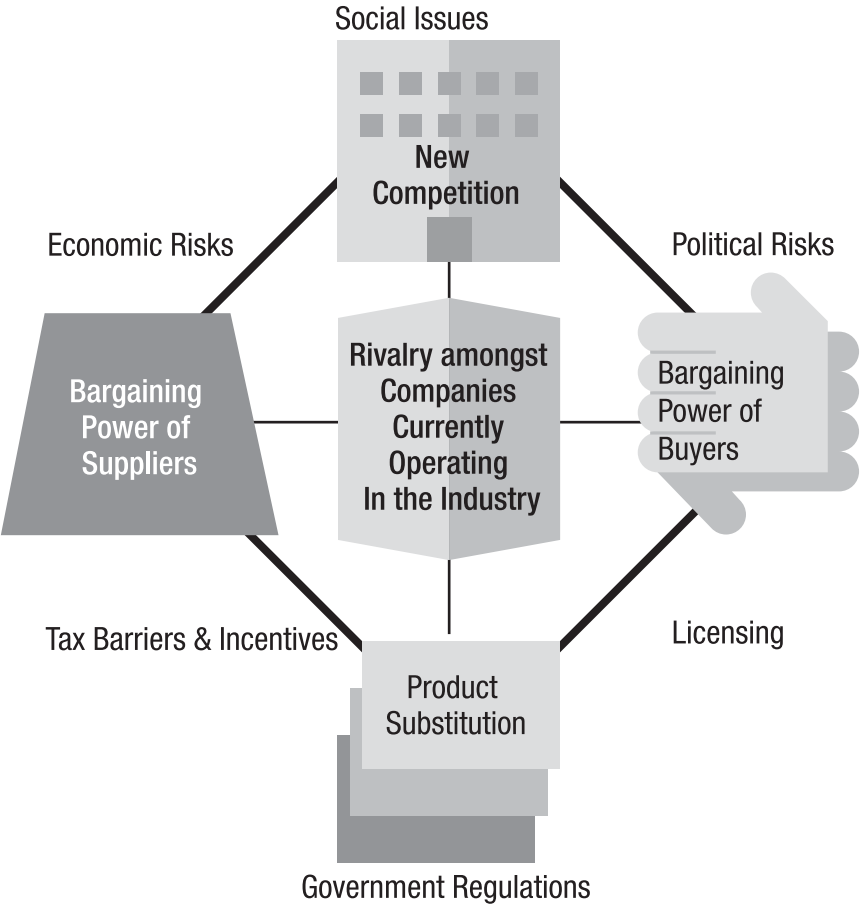 Social Issues
New
Competition
Economic Risks
Political Risks
Bargaining
Power of
Suppliers
Rivalry amongst
Companies
Currently
Operating
In the Industry
Bargaining
Power of
Buyers
Tax Barriers & Incentives
Licensing
Product
Substitution
Government Regulations